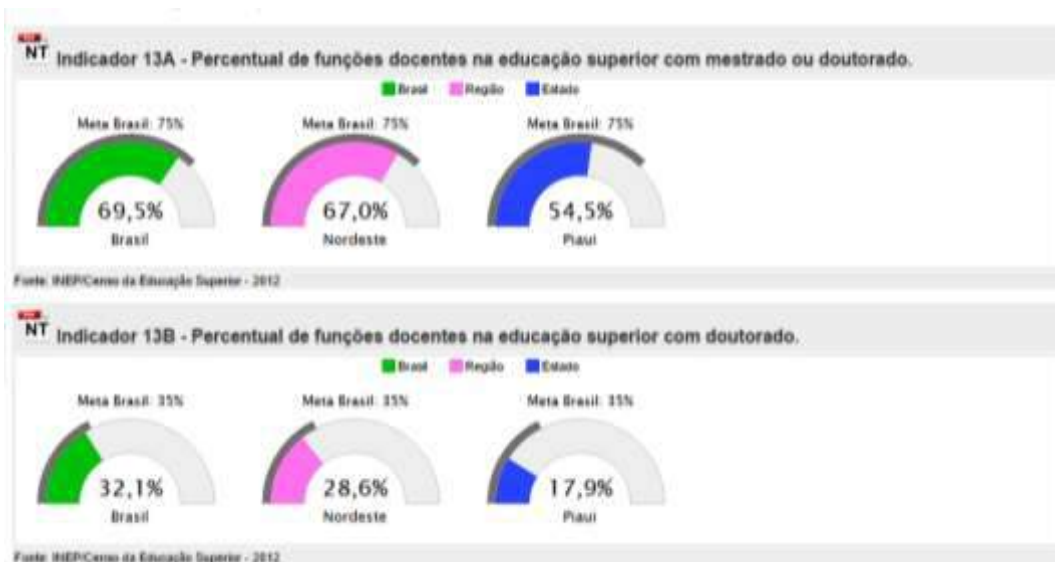 NT Indicador 13A - Percentual de funções docentes na educação superior com mestrado ou doutorado.
Brasil Região Estado
Meta Brasil: 75% Meta Brasil: 75% Meta Brasil: 75%
69,5% 67,0% 54,5%
Brasil Nordeste Piaui
Fonte: INEP/Censo da Educação Superior - 2012
NT Indicador 13B - Percentual de funções docentes na educação superior com doutorado.
Brasil Região Estado
Meta Brasil: 35% Meta Brasil: 35% Meta Brasil: 35%
32,1% 28,6% 17,9%
Brasil Nordeste Piaui
Fonte: INEP/Censo da Educação Superior - 2012